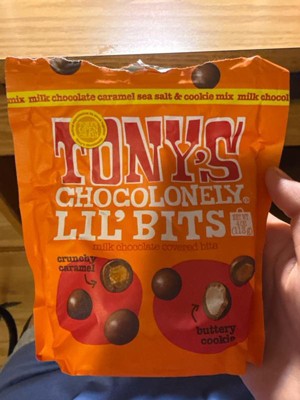 mix milk chocolate caramel sea salt & cookie mix milk chocol
TONY'S
CHOCOLONELY
LIL' BITS
milk chocolate covered bits
crunchy
caramel
buttery
cookie